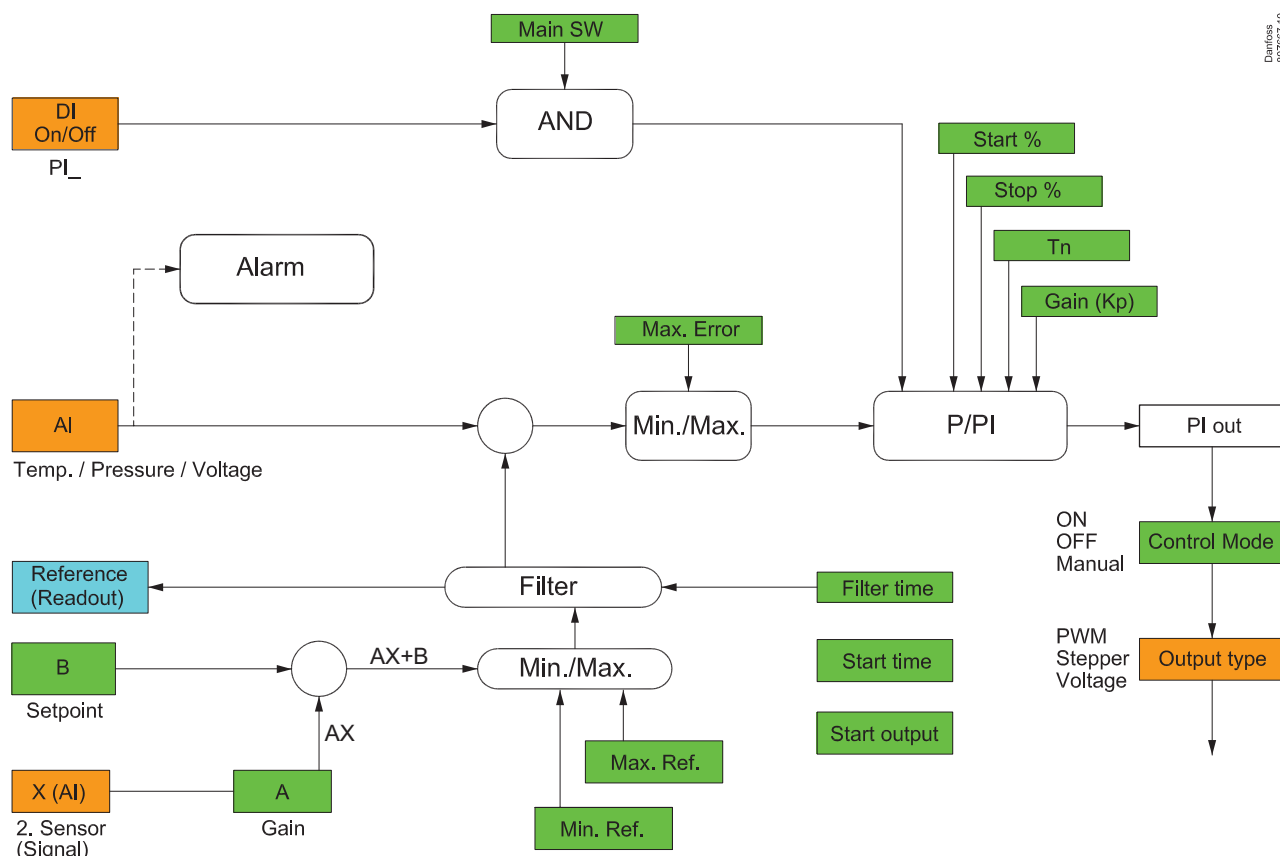 Main SW
Danfoss
DI
On/Off
AND
PI_
Start %
Stop %
Alarm
Tn
Gain (Kp)
Max. Error
AI
Min./Max.
P/PI
PI out
Temp. / Pressure / Voltage
ON
OFF
Manual
Control Mode
Reference
(Readout)
Filter
Filter time
B
AX+B
Min./Max.
Start time
PWM
Stepper
Voltage
Output type
Setpoint
AX
Start output
Max. Ref.
X (AI)
A
2. Sensor
(Signal)
Gain
Min. Ref.